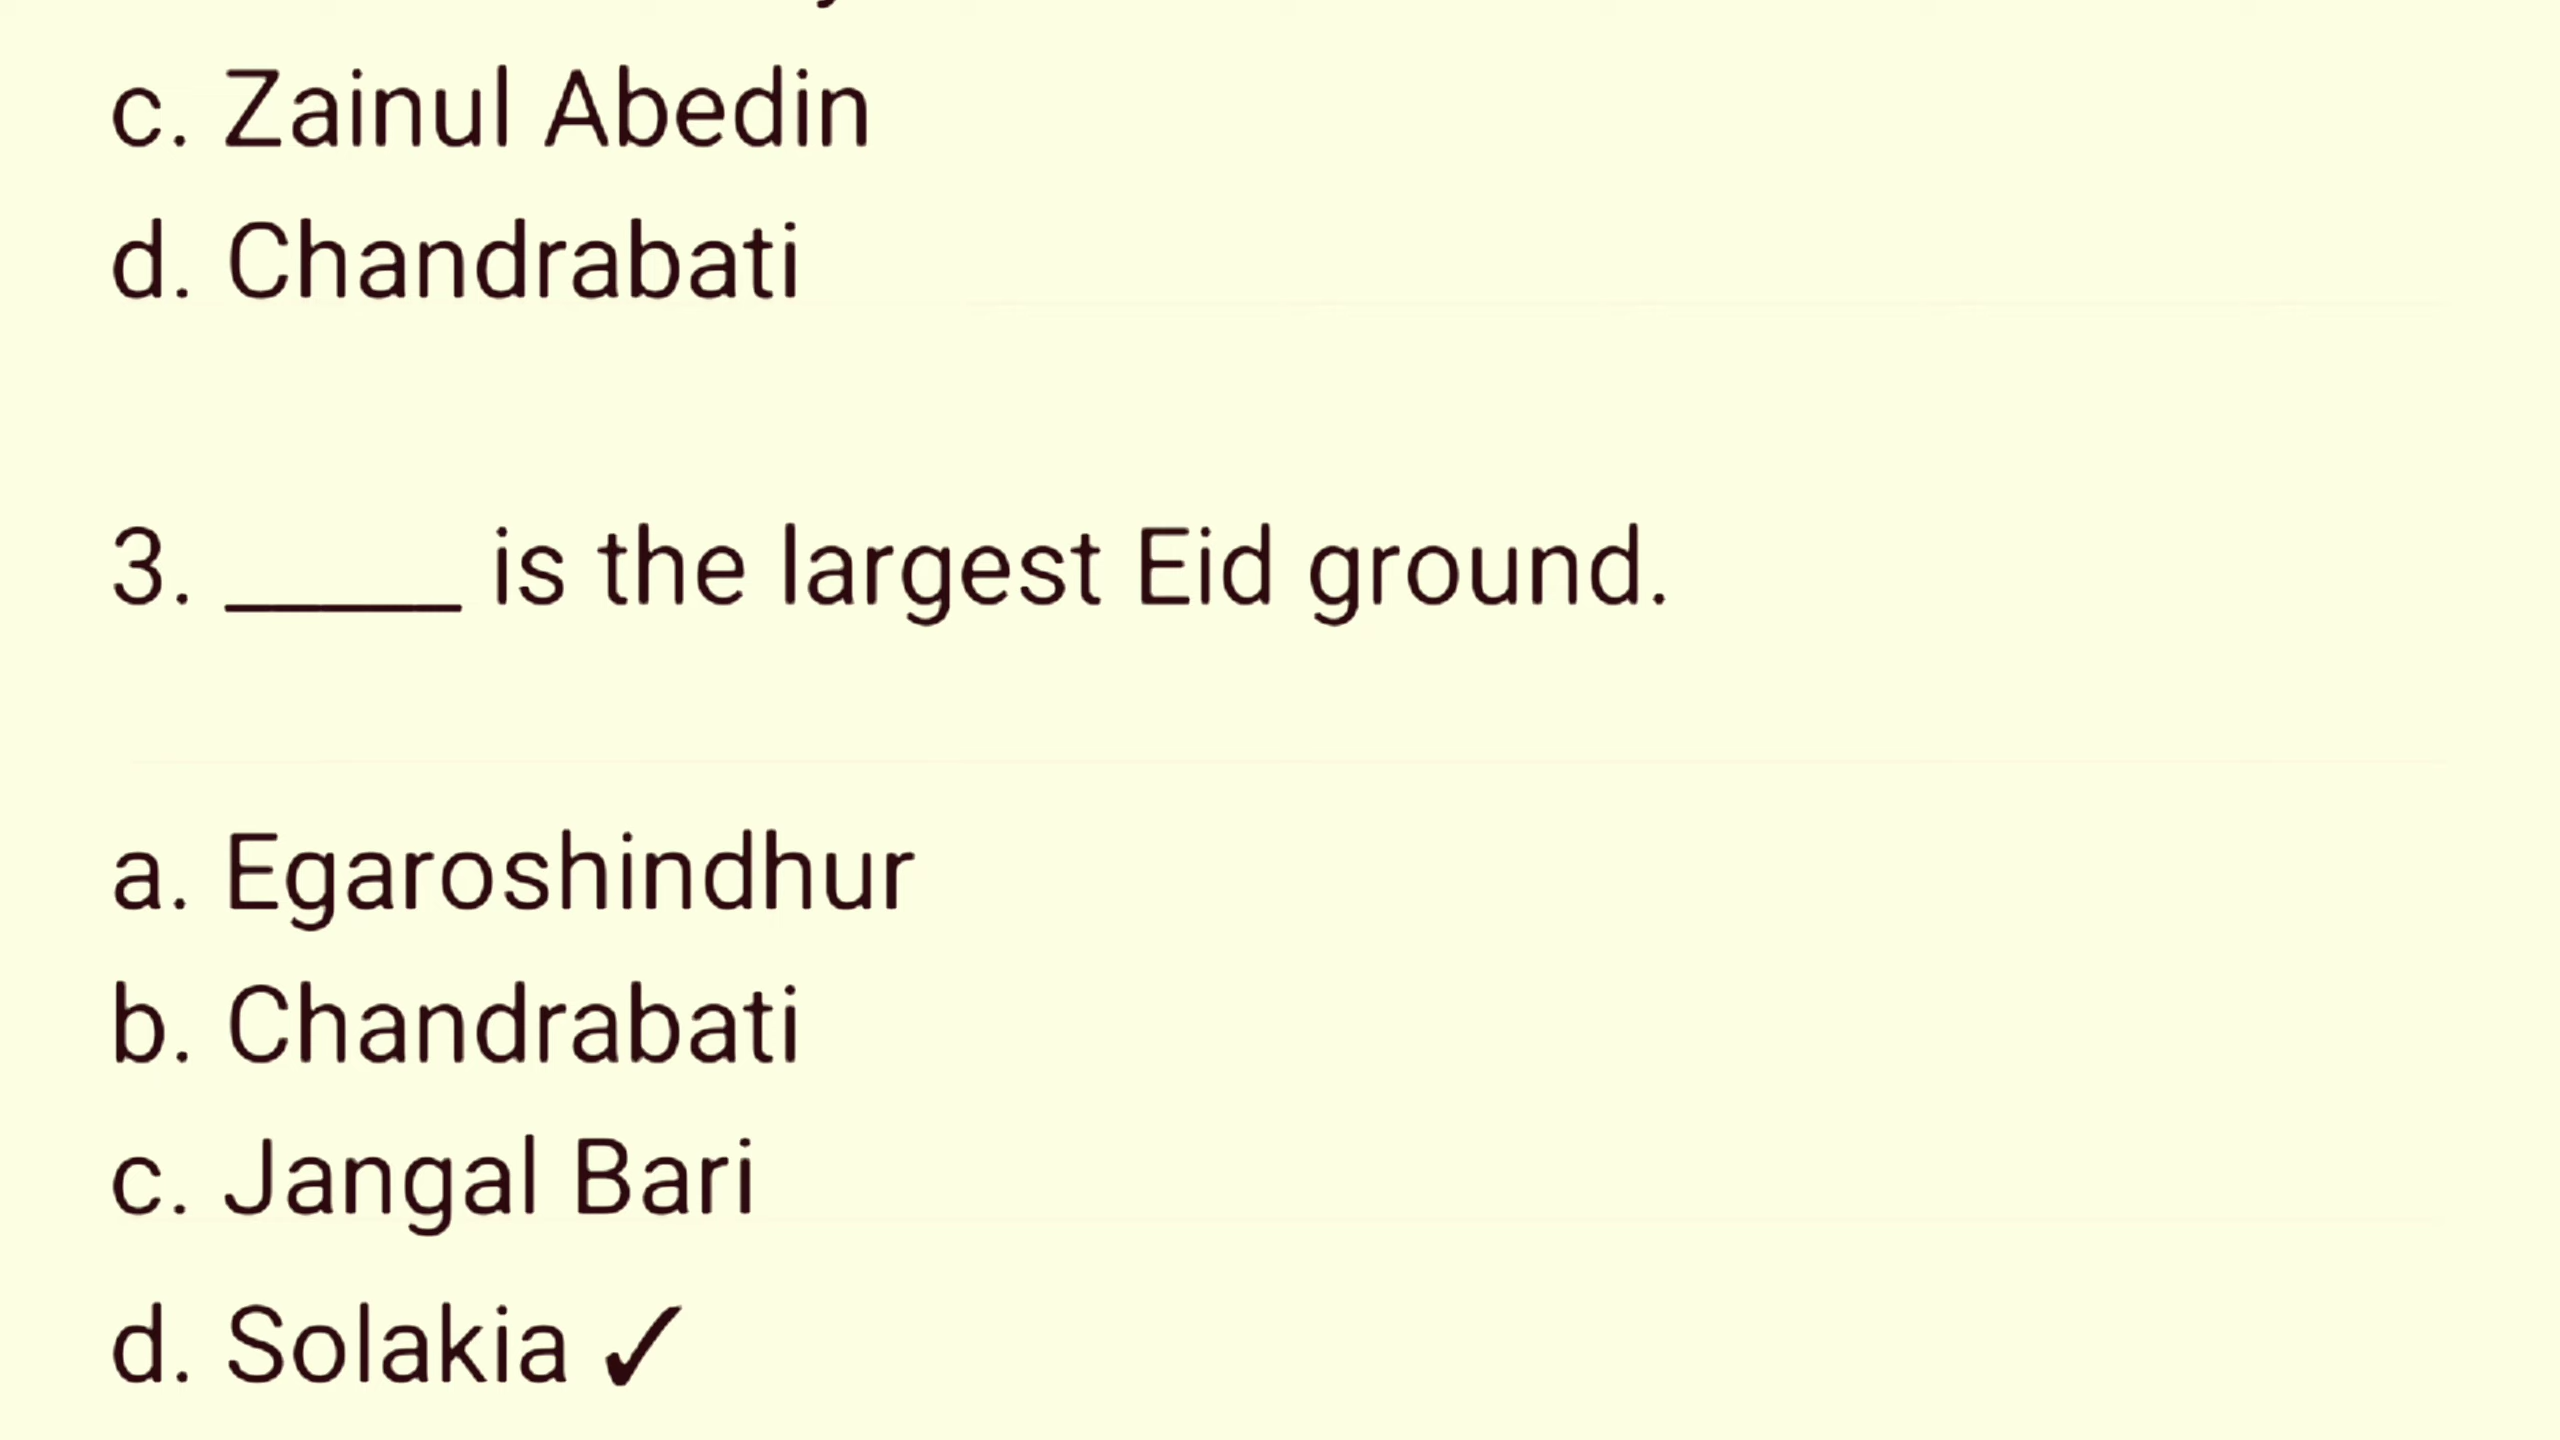 c. Zainul Abedin
d. Chandrabati
3. _____ is the largest Eid ground.
a. Egaroshindhur
b. Chandrabati
c. Jangal Bari
d. Solakia ✓